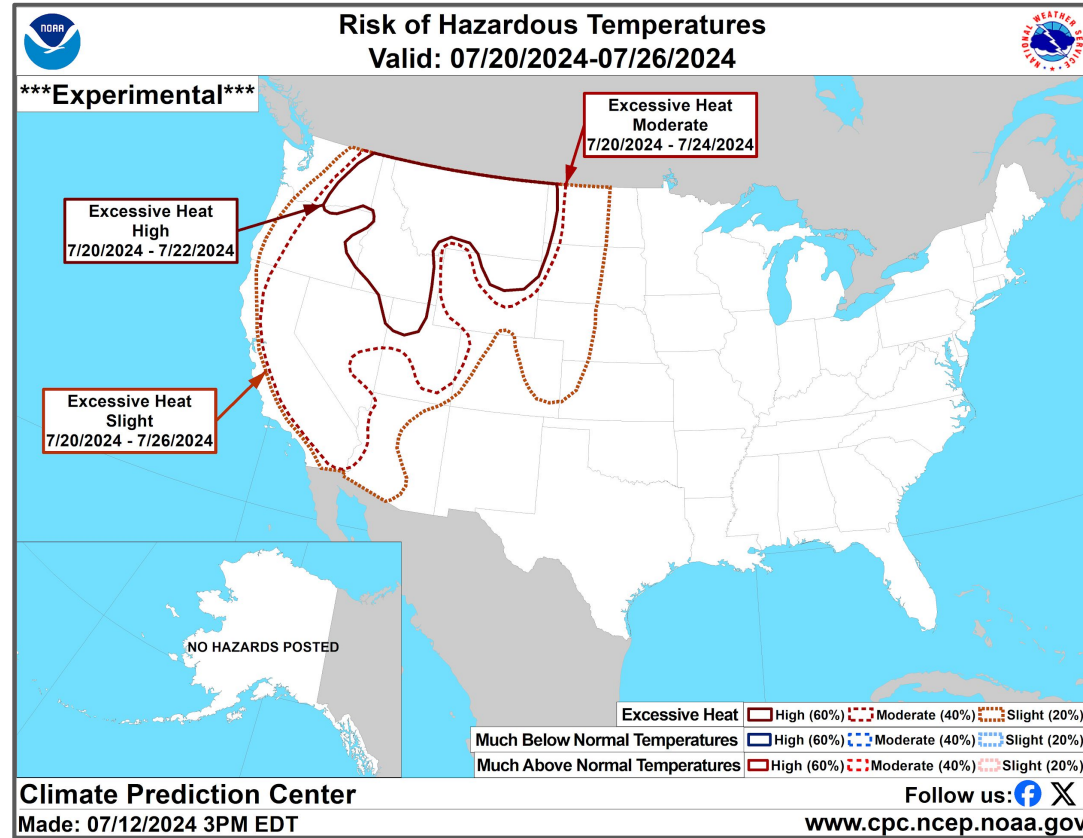 NOAA
Risk of Hazardous Temperatures
Valid: 07/20/2024-07/26/2024
NATIONAL WEATHER SERVICE
***Experimental***
Excessive Heat
Moderate
7/20/2024 - 7/24/2024
Excessive Heat
High
7/20/2024 - 7/22/2024
Excessive Heat
Slight
7/20/2024 - 7/26/2024
NO HAZARDS POSTED
Excessive Heat High (60%) Moderate (40%) Slight (20%)
Much Below Normal Temperatures High (60%) Moderate (40%) Slight (20%)
Much Above Normal Temperatures High (60%) Moderate (40%) Slight (20%)
Climate Prediction Center
Follow us:
Made: 07/12/2024 3PM EDT
www.cpc.ncep.noaa.gov